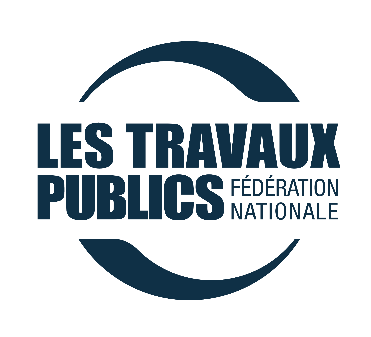 LES TRAVAUX
PUBLICS FÉDÉRATION
NATIONALE